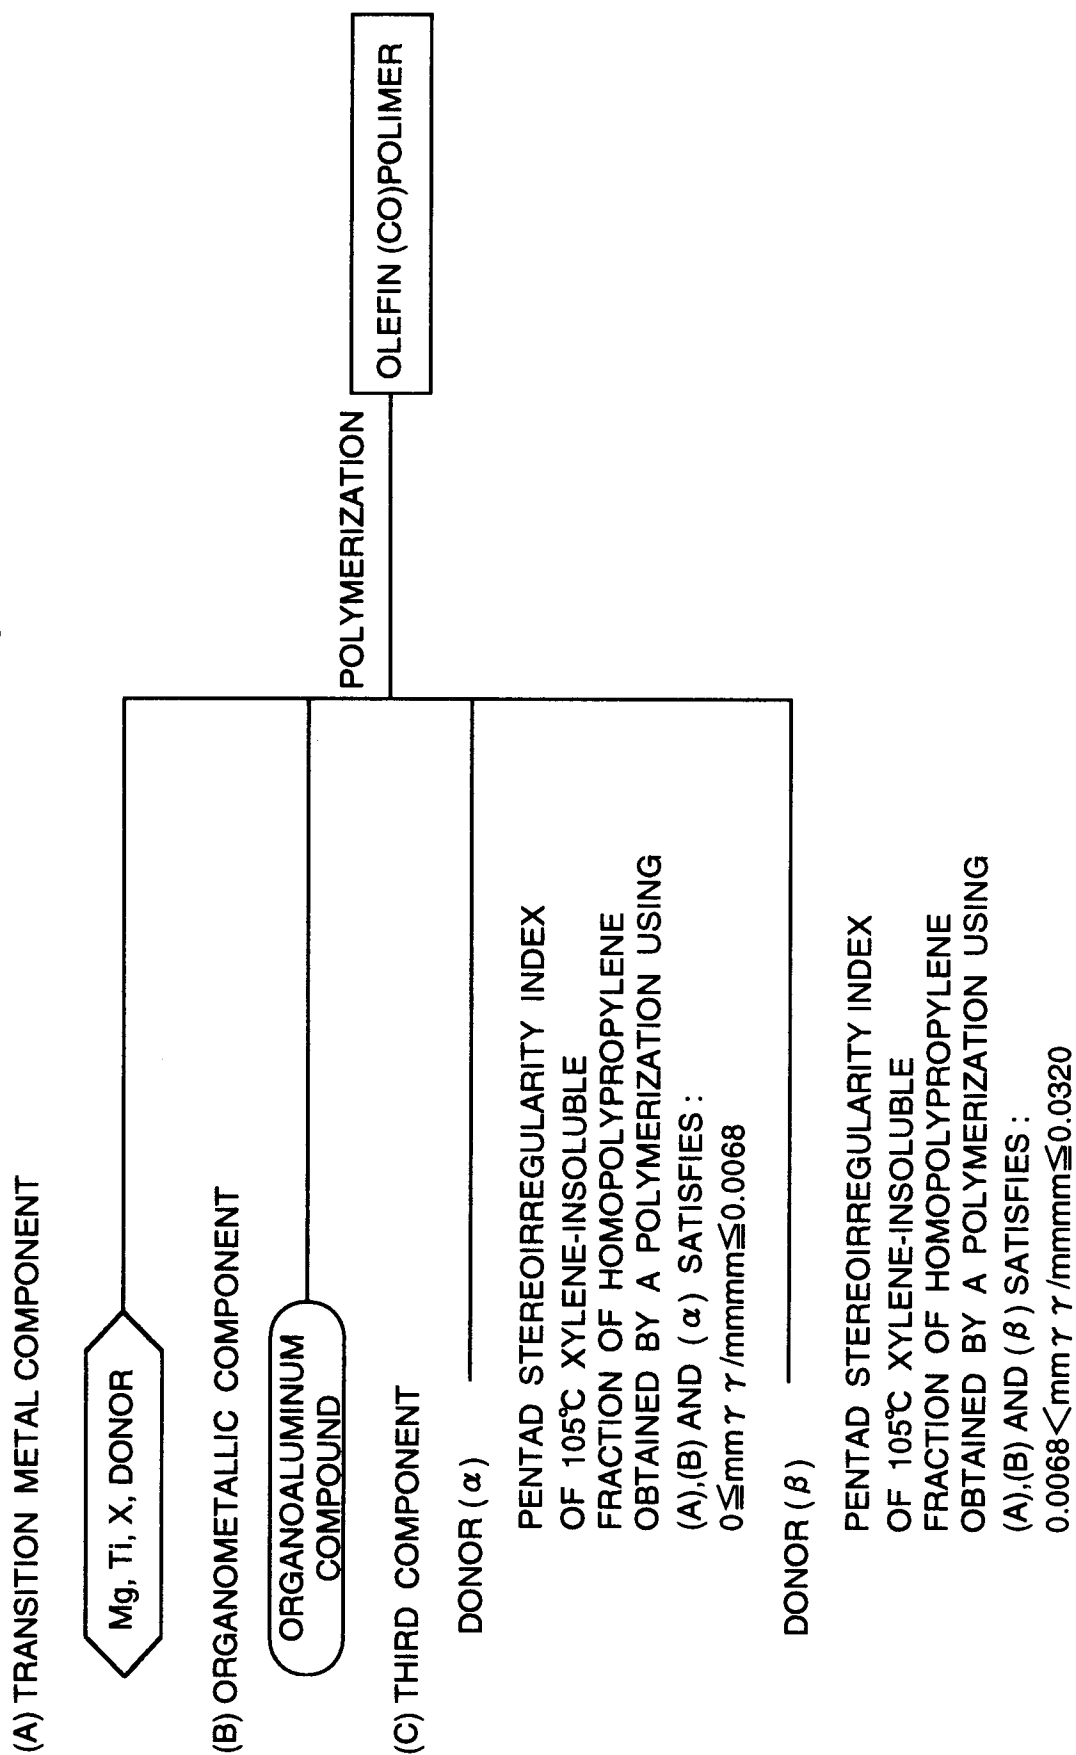 (A) TRANSITION METAL COMPONENT
Mg, Ti, X, DONOR
(B) ORGANOMETALLIC COMPONENT
ORGANOALUMINUM
COMPOUND
(C) THIRD COMPONENT
DONOR (α)
PENTAD STEREOIRREGULARITY INDEX
OF 105℃ XYLENE-INSOLUBLE
FRACTION OF HOMOPOLYPROPYLENE
OBTAINED BY A POLYMERIZATION USING
(A),(B) AND (α) SATISFIES :
0≦mm γ γ /mmmm≦0.0068
DONOR (β)
PENTAD STEREOIRREGULARITY INDEX
OF 105℃ XYLENE-INSOLUBLE
FRACTION OF HOMOPOLYPROPYLENE
OBTAINED BY A POLYMERIZATION USING
(A),(B) AND (β) SATISFIES :
0.0068<mm γ γ /mmmm≦0.0320
POLYMERIZATION
OLEFIN (CO)POLIMER